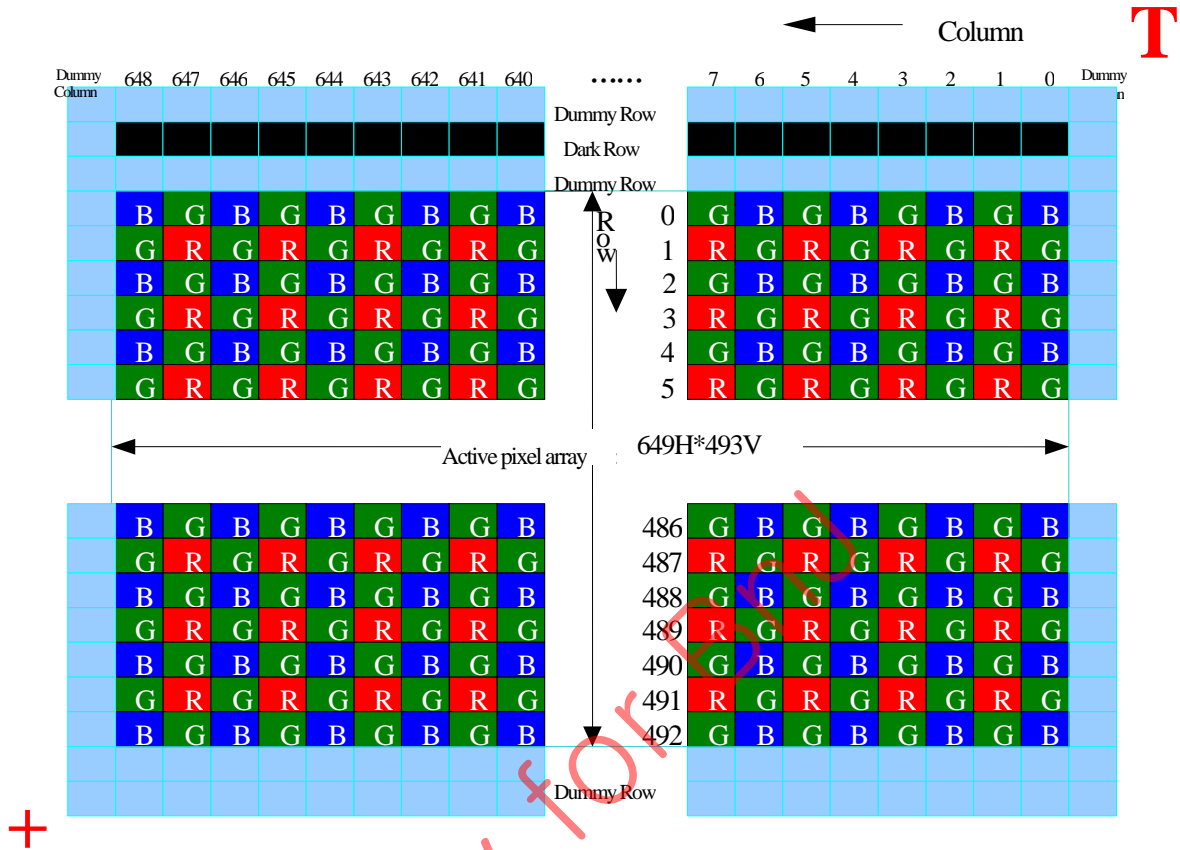 Column T
Dummy Column 648 647 646 645 644 643 642 641 640 ...... 7 6 5 4 3 2 1 0 Dummy n
Dummy Row
Dark Row
Dummy Row
B G B G B G B G B 0 G B G B G B G B
Row
G R G R G R G R G 1 R G R G R G R G
B G B G B G B G B 2 G B G B G B G B
G R G R G R G R G 3 R G R G R G R G
B G B G B G B G B 4 G B G B G B G B
G R G R G R G R G 5 R G R G R G R G
Active pixel array : 649H*493V
B G B G B G B G B 486 G B G B G B G B
G R G R G R G R G 487 R G R G R G R G
B G B G B G B G B 488 G B G B G B G B
G R G R G R G R G 489 R G R G R G R G
B G B G B G B G B 490 G B G B G B G B
G R G R G R G R G 491 R G R G R G R G
B G B G B G B G B 492 G B G B G B G B
Dummy Row
+
for Bnu